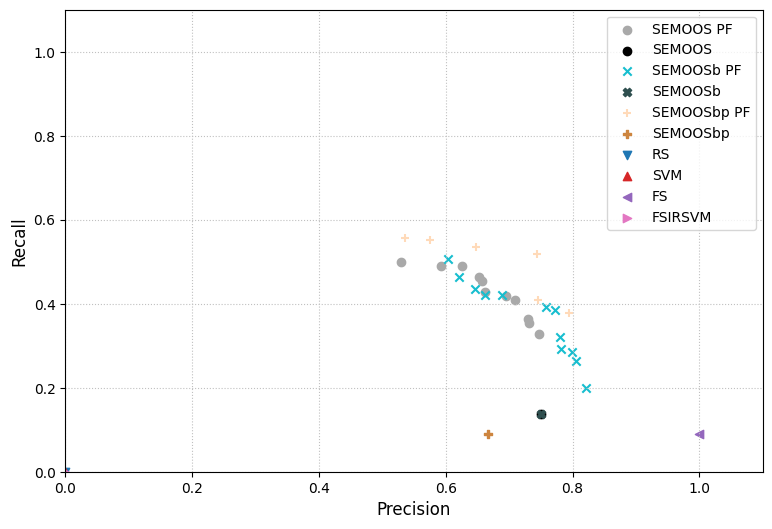 SEMOOS PF
SEMOOS
SEMOOSb PF
SEMOOSb
SEMOOSbp PF
SEMOOSbp
RS
SVM
FS
FSIRSVM
Recall
1.0
0.8
0.6
0.4
0.2
0.0
0.0 0.2 0.4 0.6 0.8 1.0
Precision